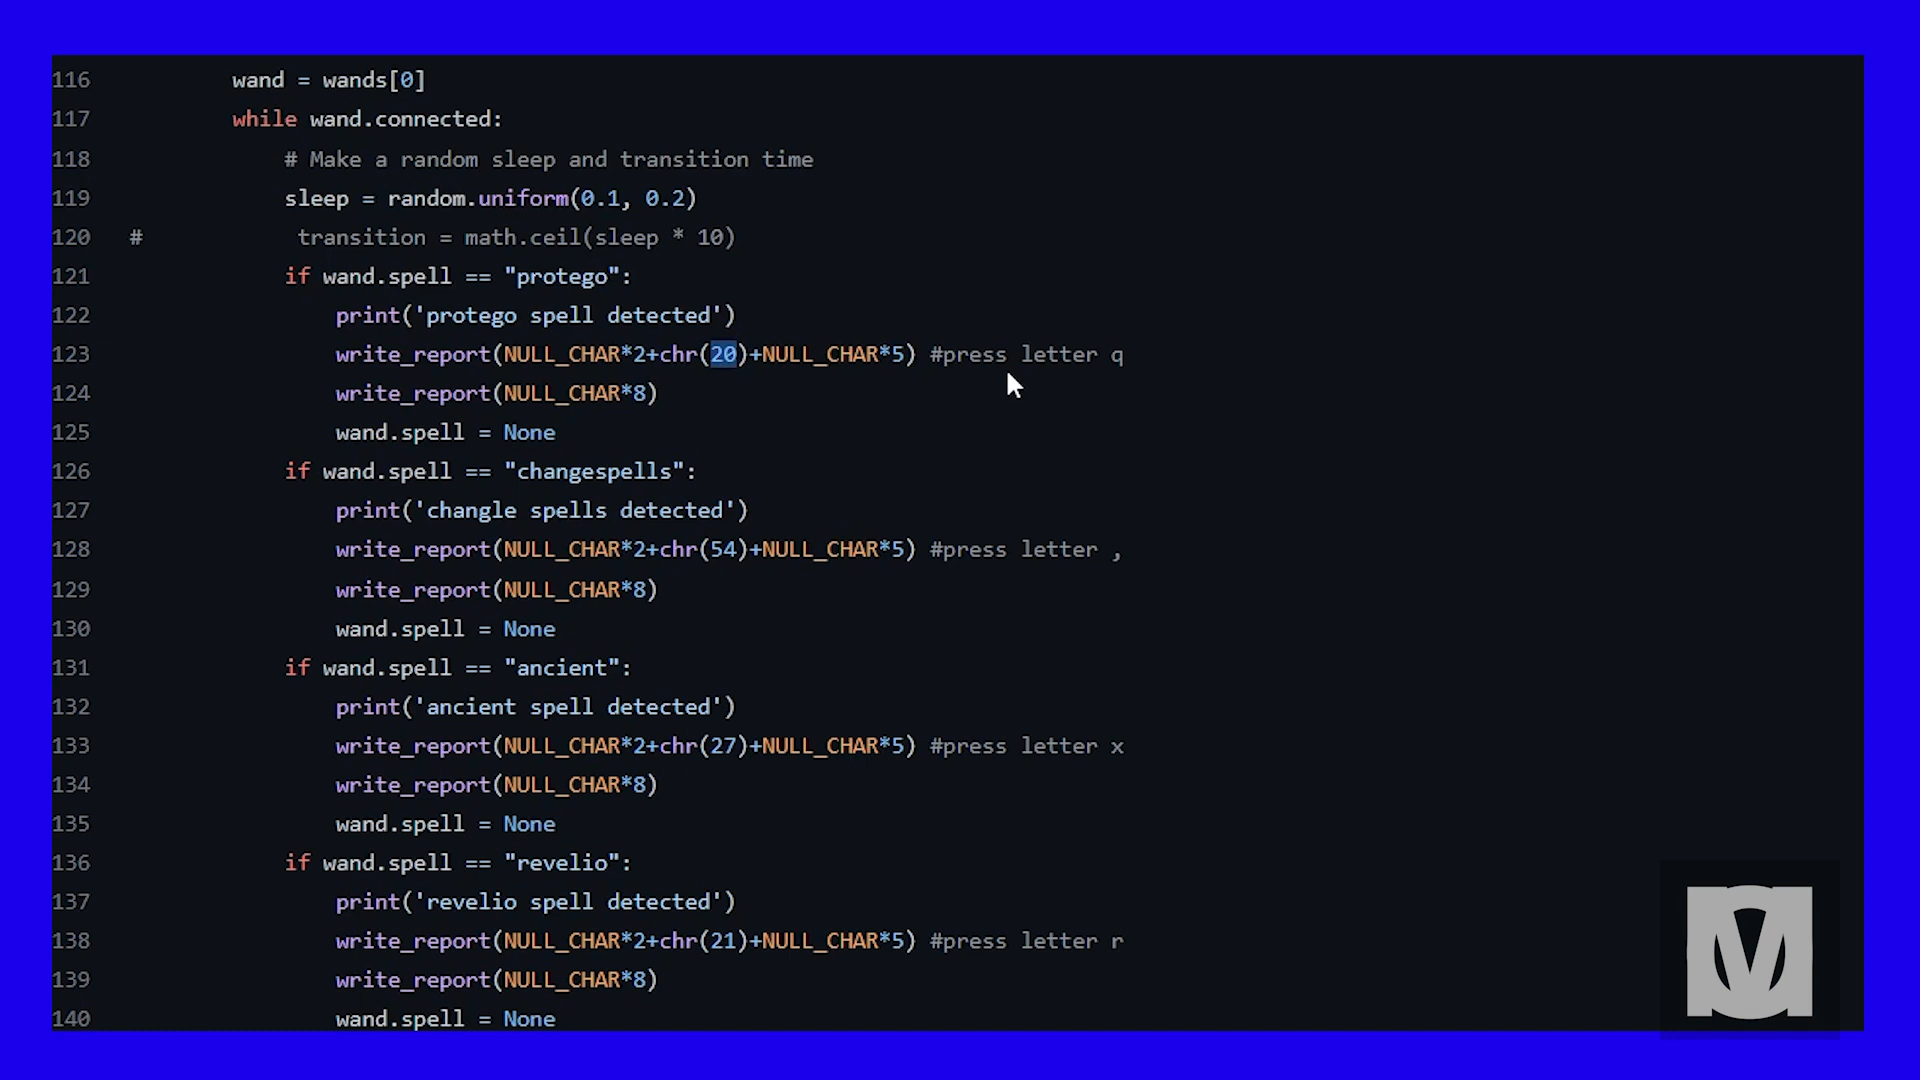 116 wand = wands[0]
117 while wand.connected:
118 # Make a random sleep and transition time
119 sleep = random.uniform(0.1, 0.2)
120 # transition = math.ceil(sleep * 10)
121 if wand.spell == "protego":
122 print('protego spell detected')
123 write_report(NULL_CHAR*2+chr(20)+NULL_CHAR*5) #press letter q
124 write_report(NULL_CHAR*8)
125 wand.spell = None
126 if wand.spell == "changespells":
127 print('changle spells detected')
128 write_report(NULL_CHAR*2+chr(54)+NULL_CHAR*5) #press letter ,
129 write_report(NULL_CHAR*8)
130 wand.spell = None
131 if wand.spell == "ancient":
132 print('ancient spell detected')
133 write_report(NULL_CHAR*2+chr(27)+NULL_CHAR*5) #press letter x
134 write_report(NULL_CHAR*8)
135 wand.spell = None
136 if wand.spell == "revelio":
137 print('revelio spell detected')
138 write_report(NULL_CHAR*2+chr(21)+NULL_CHAR*5) #press letter r
139 write_report(NULL_CHAR*8)
140 wand.spell = None